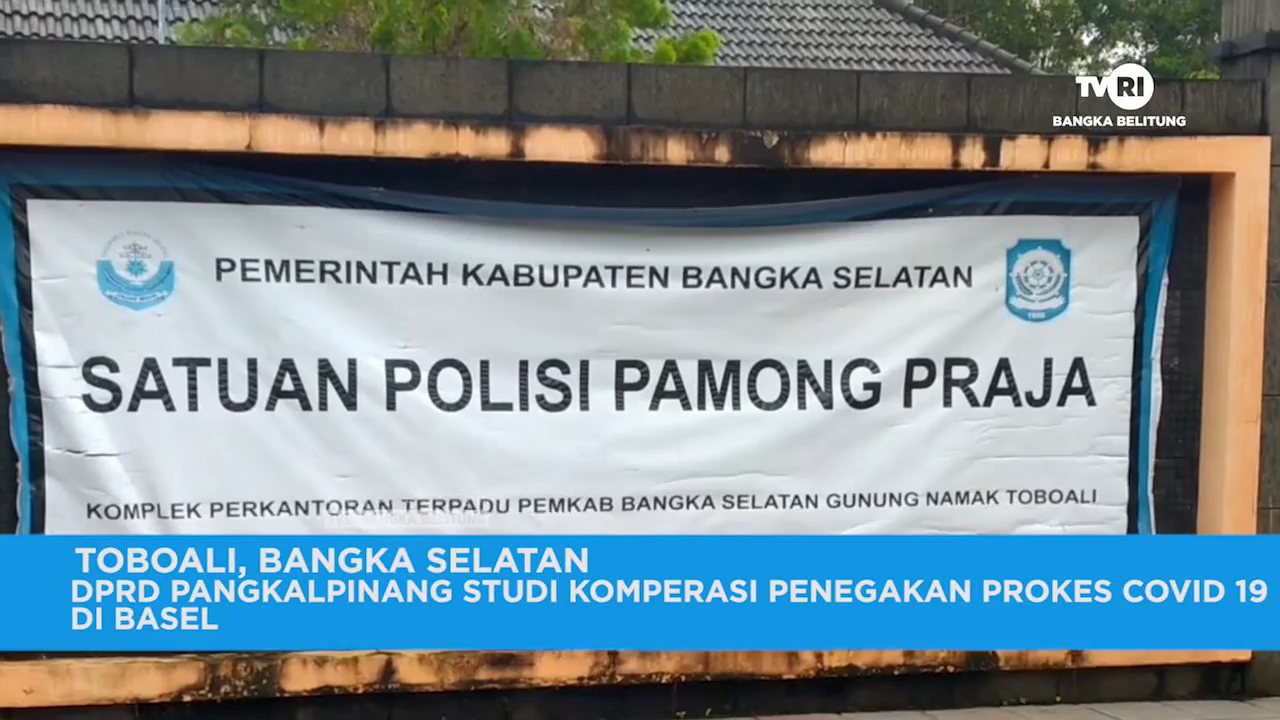 TVRI
BANGKA BELITUNG
PEMERINTAH KABUPATEN BANGKA SELATAN
SATUAN POLISI PAMONG PRAJA
KOMPLEK PERKANTORAN TERPADU PEMKAB BANGKA SELATAN GUNUNG NAMAK TOBOALI
TOBOALI, BANGKA SELATAN
DPRD PANGKALPINANG STUDI KOMPERASI PENEGAKAN PROKES COVID 19
DI BASEL